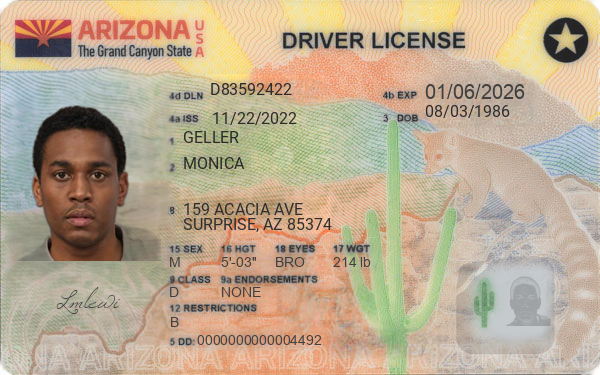 ARIZONA USA
The Grand Canyon State
DRIVER LICENSE
4d DLN D83592422
4b EXP 01/06/2026
4a ISS 11/22/2022
3 DOB 08/03/1986
1 GELLER
2 MONICA
8 159 ACACIA AVE
SURPRISE, AZ 85374
15 SEX 16 HGT 18 EYES 17 WGT
M 5'-03" BRO 214 lb
9 CLASS 9a ENDORSEMENTS
D NONE
12 RESTRICTIONS
B
5 DD: 0000000000004492
ARIZONA ARIZONA ARIZONA ARIZONA